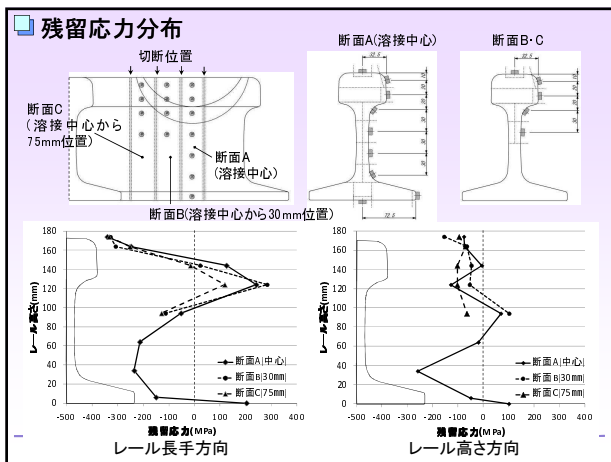 残留応力分布
切断位置
断面C
(溶接中心から
75mm位置)
断面A
(溶接中心)
断面B(溶接中心から30mm位置)
断面A(溶接中心)
32.5
72.5
断面B・C
32.5
レール高さ(mm)
180
160
140
120
100
80
60
40
20
0
-500 -400 -300 -200 -100 0 100 200 300 400
断面A(中心)
断面B(30mm)
断面C(75mm)
残留応力(MPa)
レール長手方向
レール高さ(mm)
180
160
140
120
100
80
60
40
20
0
-500 -400 -300 -200 -100 0 100 200 300 400
断面A(中心)
断面B(30mm)
断面C(75mm)
残留応力(MPa)
レール高さ方向